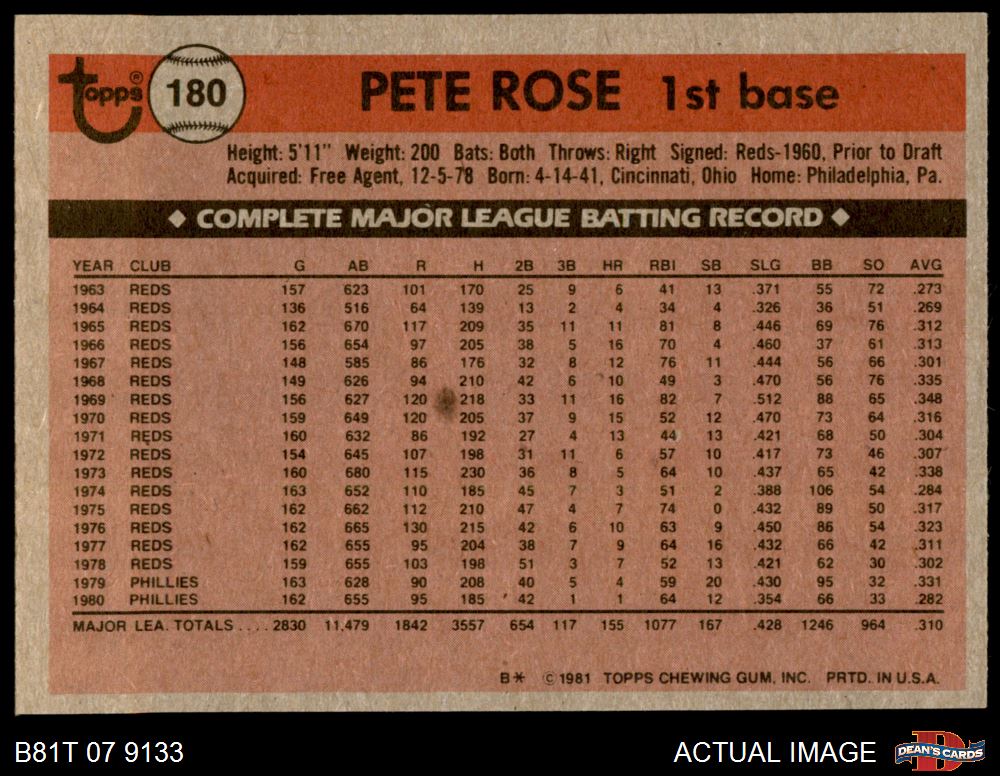 topps® 180 PETE ROSE 1st base
Height: 5'11" Weight: 200 Bats: Both Throws: Right Signed: Reds-1960, Prior to Draft
Acquired: Free Agent, 12-5-78 Born: 4-14-41, Cincinnati, Ohio Home: Philadelphia, Pa.
◆ COMPLETE MAJOR LEAGUE BATTING RECORD ◆
YEAR CLUB G AB R H 2B 3B HR RBI SB SLG BB SO AVG
1963 REDS 157 623 101 170 25 9 6 41 13 .371 55 72 .273
1964 REDS 136 516 64 139 13 2 4 34 4 .326 36 51 .269
1965 REDS 162 670 117 209 35 11 11 81 8 .446 69 76 .312
1966 REDS 156 654 97 205 38 5 16 70 4 .460 37 61 .313
1967 REDS 148 585 86 176 32 8 12 76 11 .444 56 66 .301
1968 REDS 149 626 94 210 42 6 10 49 3 .470 56 76 .335
1969 REDS 156 627 120 218 33 11 16 82 7 .512 88 65 .348
1970 REDS 159 649 120 205 37 9 15 52 12 .470 73 64 .316
1971 REDS 160 632 86 192 27 4 13 44 13 .421 68 50 .304
1972 REDS 154 645 107 198 31 11 6 57 10 .417 73 46 .307
1973 REDS 160 680 115 230 36 8 5 64 10 .437 65 42 .338
1974 REDS 163 652 110 185 45 7 3 51 2 .388 106 54 .284
1975 REDS 162 662 112 210 47 4 7 74 0 .432 89 50 .317
1976 REDS 162 665 130 215 42 6 10 63 9 .450 86 54 .323
1977 REDS 162 655 95 204 38 7 9 64 16 .432 66 42 .311
1978 REDS 159 655 103 198 51 3 7 52 13 .421 62 30 .302
1979 PHILLIES 163 628 90 208 40 5 4 59 20 .430 95 32 .331
1980 PHILLIES 162 655 95 185 42 1 1 64 12 .354 66 33 .282
MAJOR LEA. TOTALS .... 2830 11,479 1842 3557 654 117 155 1077 167 .428 1246 964 .310
B* © 1981 TOPPS CHEWING GUM, INC. PRTD. IN U.S.A.
B81T 07 9133 ACTUAL IMAGE DEAN'S CARDS